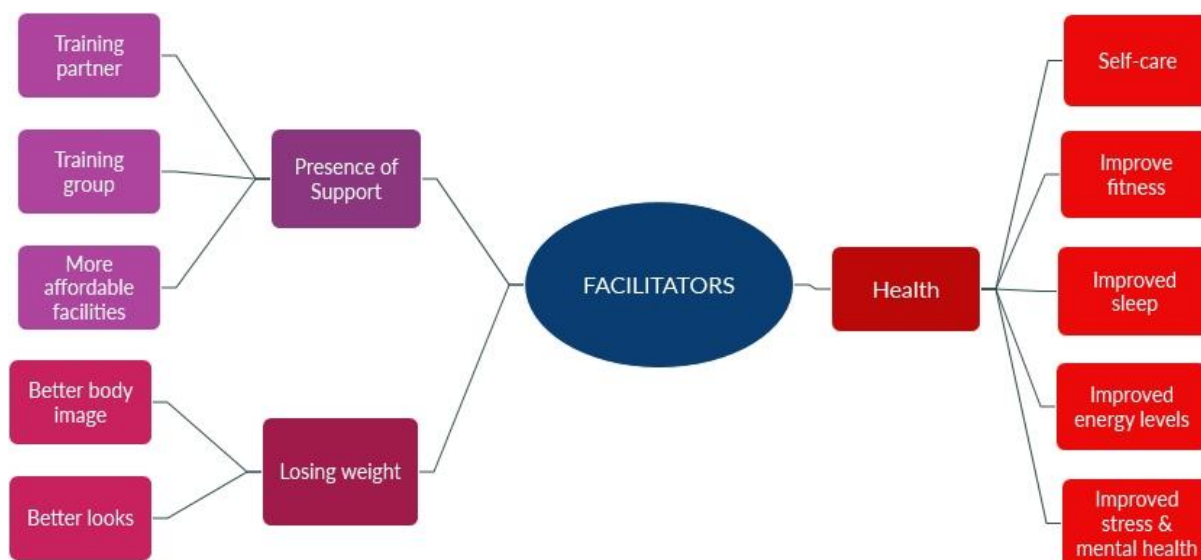 Training
partner
Training
group
More
affordable
facilities
Presence of
Support
Better body
image
Better looks
Losing weight
FACILITATORS
Health
Self-care
Improve
fitness
Improved
sleep
Improved
energy levels
Improved
stress &
mental health